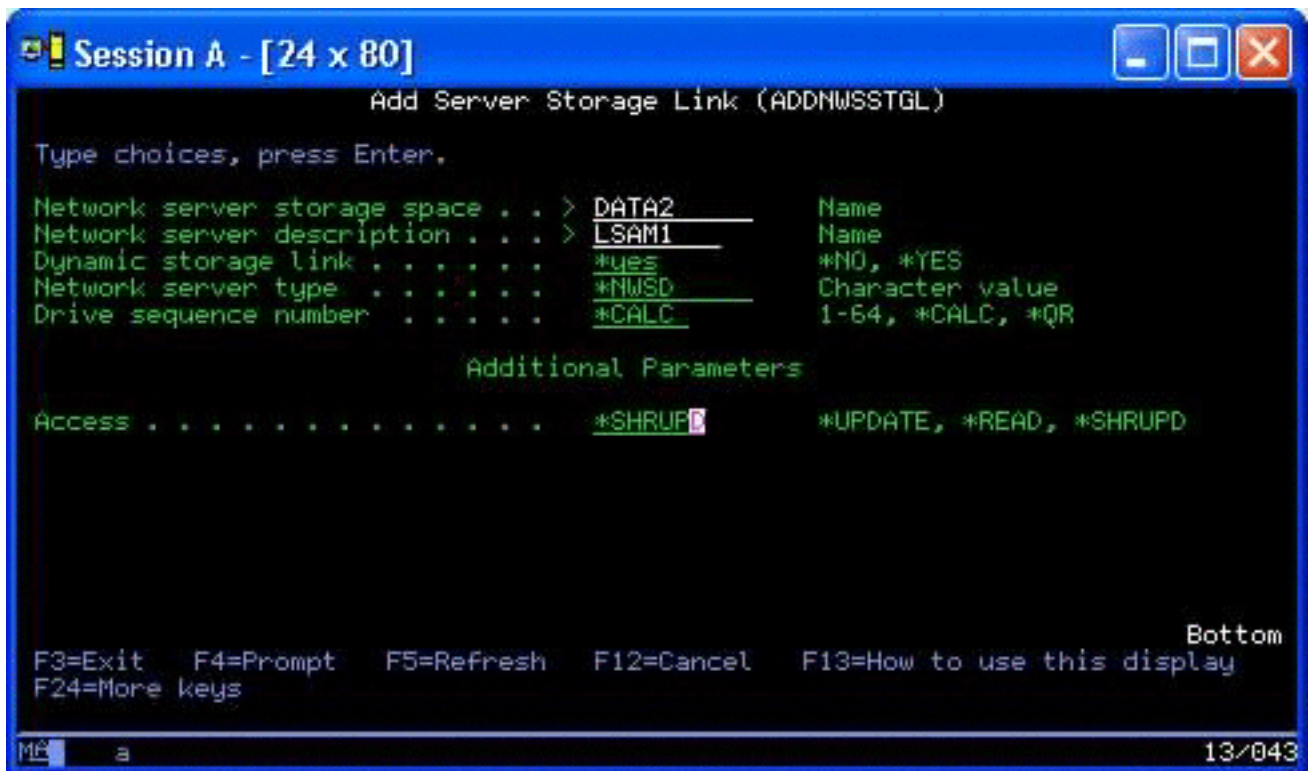 Session A - [24 x 80]
Add Server Storage Link (ADDNWSSTGL)
Type choices, press Enter.
Network server storage space . . > DATA2 Name
Network server description . . . > LSAM1 Name
Dynamic storage link . . . . . . *yes *NO, *YES
Network server type . . . . . . *NWSD Character value
Drive sequence number . . . . . *CALC 1-64, *CALC, *QR
Additional Parameters
Access . . . . . . . . . . . . . *SHRUPD *UPDATE, *READ, *SHRUPD
Bottom
F3=Exit F4=Prompt F5=Refresh F12=Cancel F13=How to use this display
F24=More keys
MA a 13/043